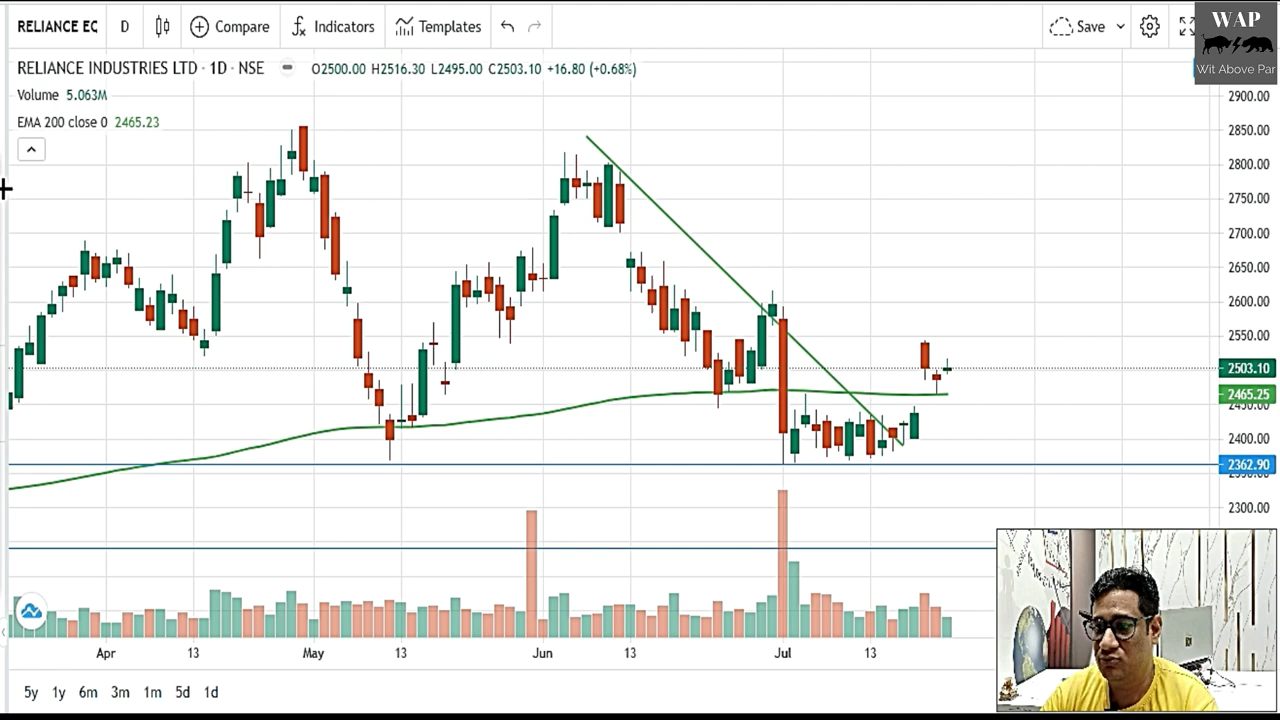 RELIANCE EQ D Compare Indicators Templates Save
WAP
Wit Above Par
RELIANCE INDUSTRIES LTD · 1D · NSE O2500.00 H2516.30 L2495.00 C2503.10 +16.80 (+0.68%)
Volume 5.063M
EMA 200 close 0 2465.23
2900.00
2850.00
2800.00
2750.00
2700.00
2650.00
2600.00
2550.00
2503.10
2465.25
2450.00
2400.00
2362.90
2300.00
Apr 13 May 13 Jun 13 Jul 13
5y 1y 6m 3m 1m 5d 1d